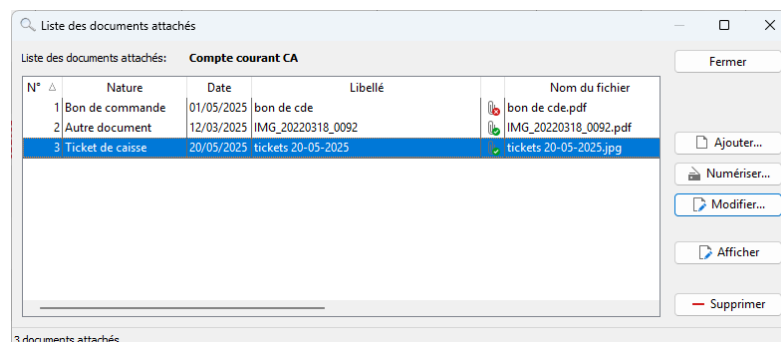 Liste des documents attachés
Liste des documents attachés: Compte courant CA
Fermer
N° Nature Date Libellé Nom du fichier
1 Bon de commande 01/05/2025 bon de cde bon de cde.pdf
2 Autre document 12/03/2025 IMG_20220318_0092 IMG_20220318_0092.pdf
3 Ticket de caisse 20/05/2025 tickets 20-05-2025 tickets 20-05-2025.jpg
Ajouter...
Numériser...
Modifier...
Afficher
Supprimer
3 documents attachés